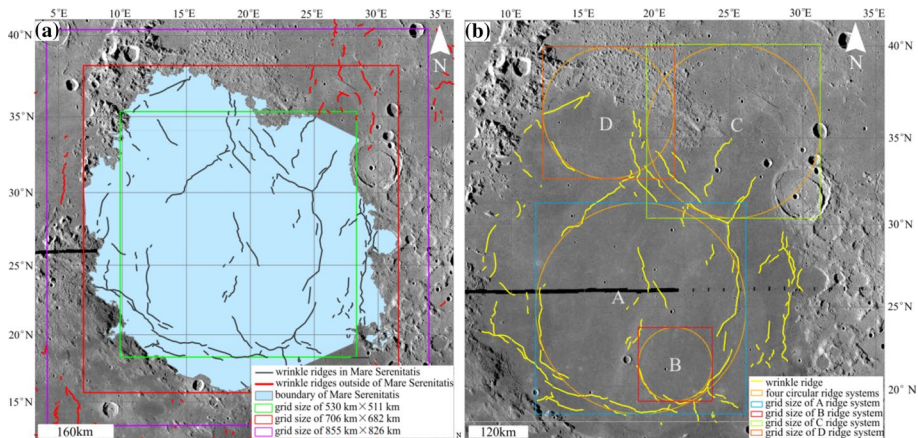 (a)
10°E 15°E 20°E 25°E 30°E 35°E
40°N
35°N
30°N
25°N
20°N
15°N
N
wrinkle ridges in Mare Serenitatis
wrinkle ridges outside of Mare Serenitatis
boundary of Mare Serenitatis
grid size of 530 km×511 km
grid size of 706 km×682 km
grid size of 855 km×826 km
160km
(b)
10°E 15°E 20°E 25°E 30°E 35°E
40°N
35°N
30°N
25°N
20°N
15°N
N
D
C
A
B
wrinkle ridge
four circular ridge systems
grid size of A ridge system
grid size of B ridge system
grid size of C ridge system
grid size of D ridge system
120km